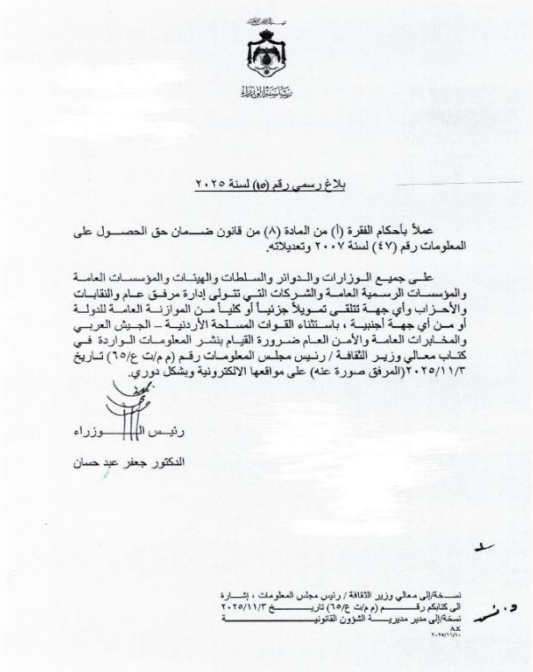 رئاسة الوزراء
بلاغ رسمي رقم (١٥) لسنة ٢٠٢٥
عملاً بأحكام الفقرة (أ) من المادة (٨) من قانون ضمان حق الحصول على
المعلومات رقم (٤٧) لسنة ٢٠٠٧ وتعديلاته.
على جميع الوزارات والدوائر والسلطات والهيئات والمؤسسات العامة
والمؤسسات الرسمية العامة والشركات التي تتولى إدارة مرفق عام والنقابات
والأحزاب وأي جهة تتلقى تمويلاً جزئياً أو كلياً من الموازنة العامة للدولة
أو من أي جهة أجنبية ، باستثناء القوات المسلحة الأردنية – الجيش العربي
والمخابرات العامة والأمن العام ضرورة القيام بنشر المعلومات الواردة في
كتاب معالي وزير الثقافة / رئيس مجلس المعلومات رقم (م م/ت ع/٦٥) تاريخ
٢٠٢٥/١١/٣ (المرفق صورة عنه) على مواقعها الالكترونية وبشكل دوري.
رئيس الوزراء
الدكتور جعفر عبد حسان
نسخة/إلى معالي وزير الثقافة / رئيس مجلس المعلومات ، إشارة
الى كتابكم رقم (م م/ت ع/٦٥) تاريخ ٢٠٢٥/١١/٣
نسخة/إلى مدير مديرية الشؤون القانونية
A.K
٢٠٢٥/١١/١٠